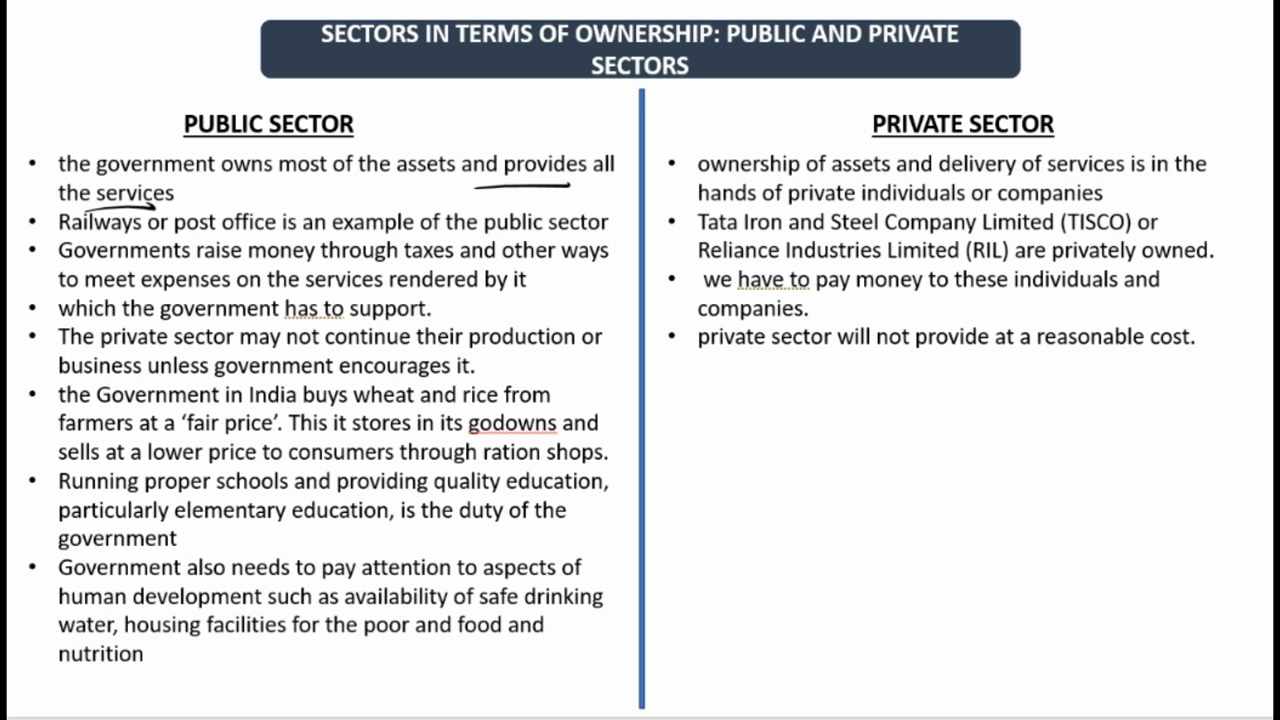 SECTORS IN TERMS OF OWNERSHIP: PUBLIC AND PRIVATE
SECTORS
PUBLIC SECTOR
• the government owns most of the assets and provides all
the services
• Railways or post office is an example of the public sector
• Governments raise money through taxes and other ways
to meet expenses on the services rendered by it
• which the government has to support.
• The private sector may not continue their production or
business unless government encourages it.
• the Government in India buys wheat and rice from
farmers at a ‘fair price’. This it stores in its godowns and
sells at a lower price to consumers through ration shops.
• Running proper schools and providing quality education,
particularly elementary education, is the duty of the
government
• Government also needs to pay attention to aspects of
human development such as availability of safe drinking
water, housing facilities for the poor and food and
nutrition
PRIVATE SECTOR
• ownership of assets and delivery of services is in the
hands of private individuals or companies
• Tata Iron and Steel Company Limited (TISCO) or
Reliance Industries Limited (RIL) are privately owned.
• we have to pay money to these individuals and
companies.
• private sector will not provide at a reasonable cost.